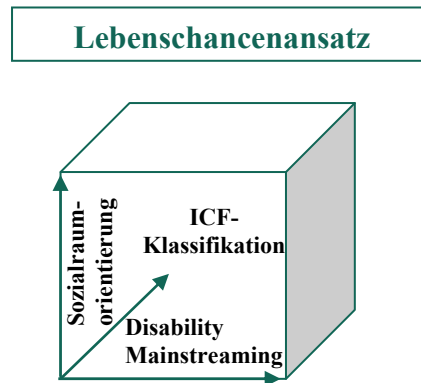 Lebenschancenansatz
Sozialraum-
orientierung
ICF-
Klassifikation
Disability
Mainstreaming